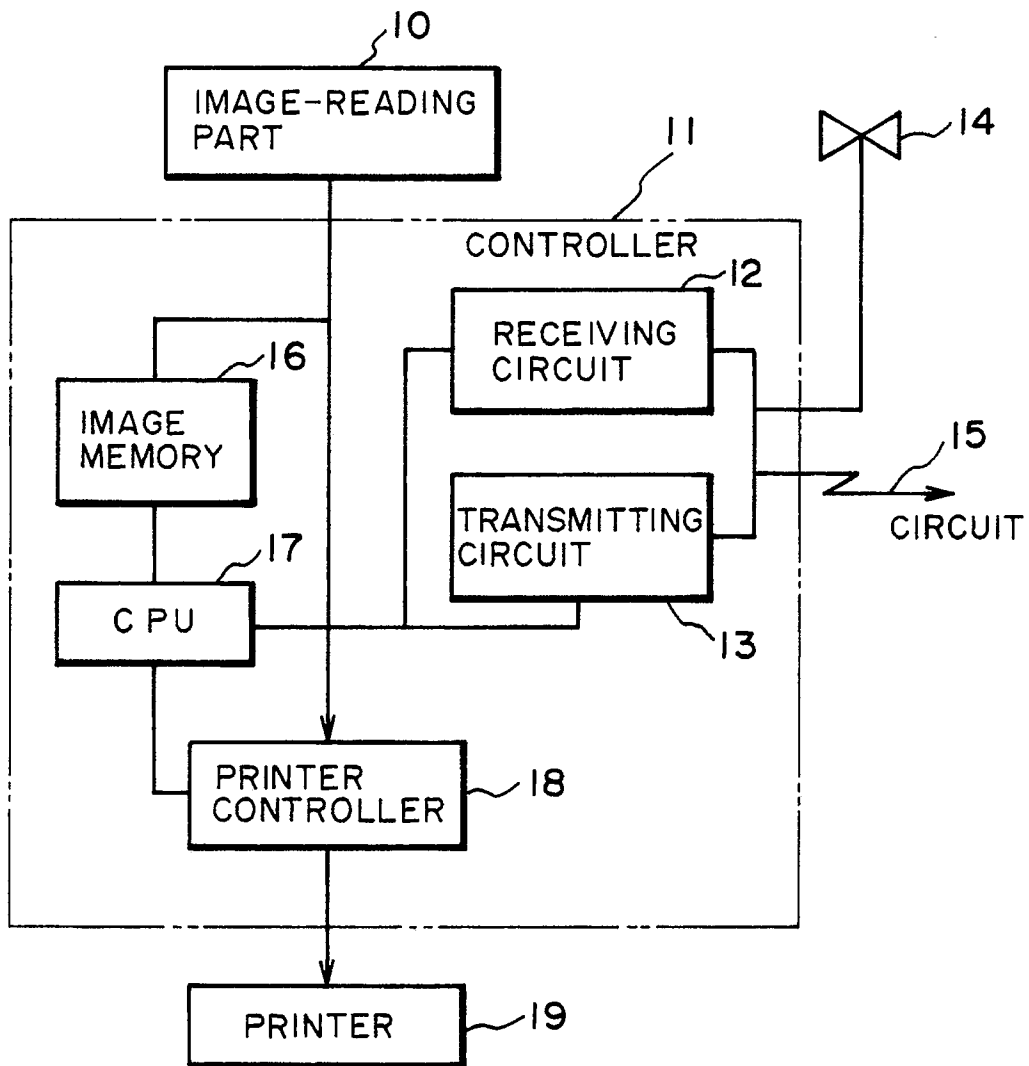 10
IMAGE-READING
PART
11
14
CONTROLLER
12
RECEIVING
CIRCUIT
16
IMAGE
MEMORY
15
CIRCUIT
TRANSMITTING
CIRCUIT
17
CPU
13
PRINTER
CONTROLLER
18
PRINTER
19